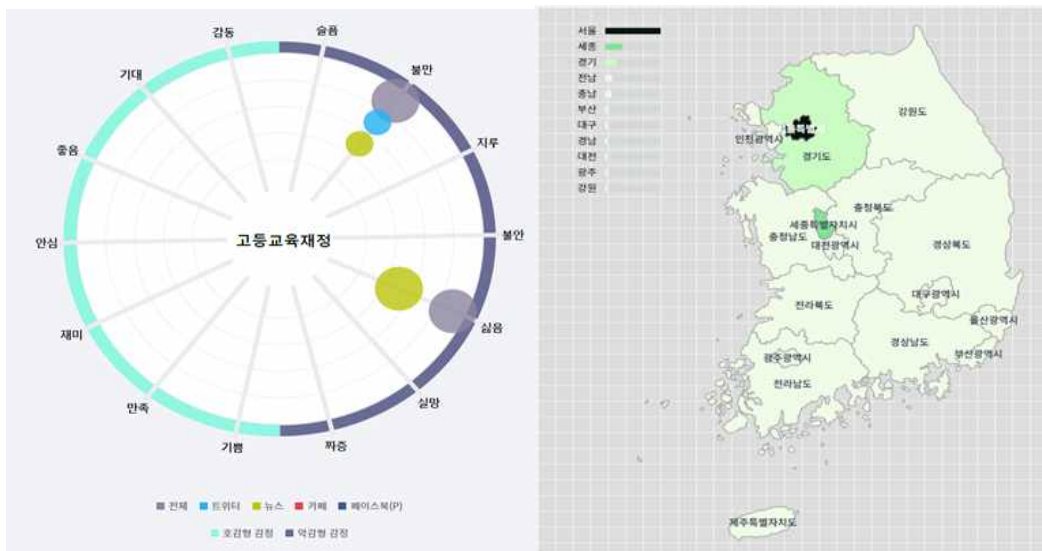 슬픔
불만
지루
불안
싫음
실망
짜증
기쁨
만족
재미
안심
좋음
기대
감동
고등교육재정
전체 트위터 뉴스 카페 페이스북(P)
호감형 감정 악감형 감정
서울
세종
경기
전남
충남
부산
대구
경남
대전
광주
강원
강원도
인천광역시
경기도
충청북도
세종특별자치시
충청남도
대전광역시
경상북도
대구광역시
전라북도
울산광역시
경상남도
부산광역시
광주광역시
전라남도
제주특별자치도